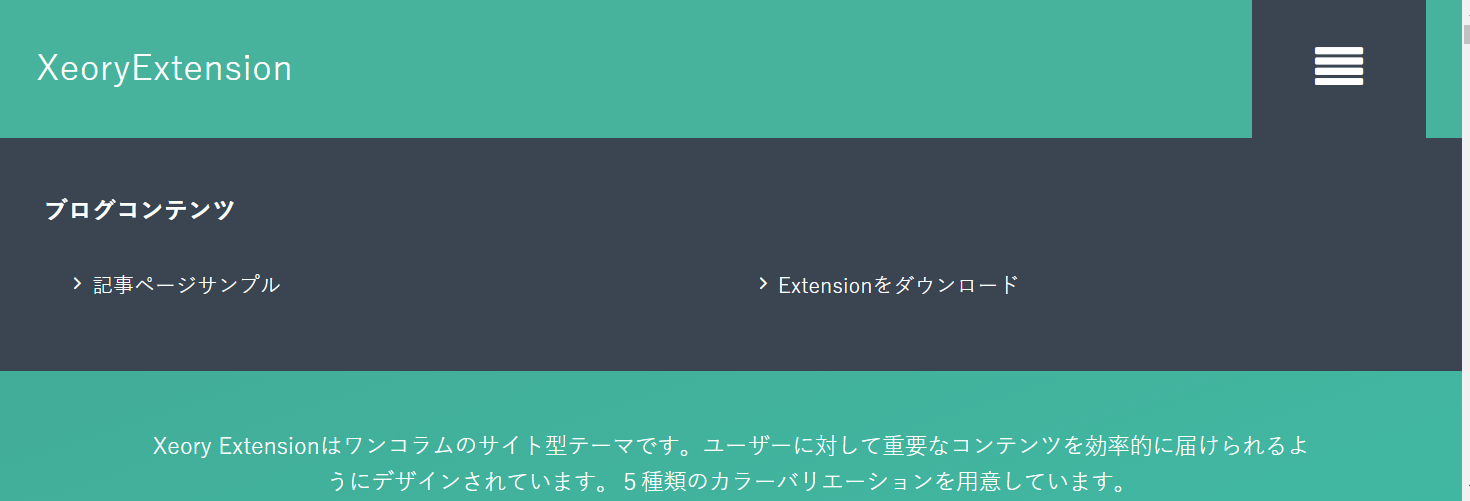 XeoryExtension
ブログコンテンツ
記事ページサンプル
Extensionをダウンロード
Xeory Extensionはワンコラムのサイト型テーマです。ユーザーに対して重要なコンテンツを効率的に届けられるよ
うにデザインされています。５種類のカラーバリエーションを用意しています。